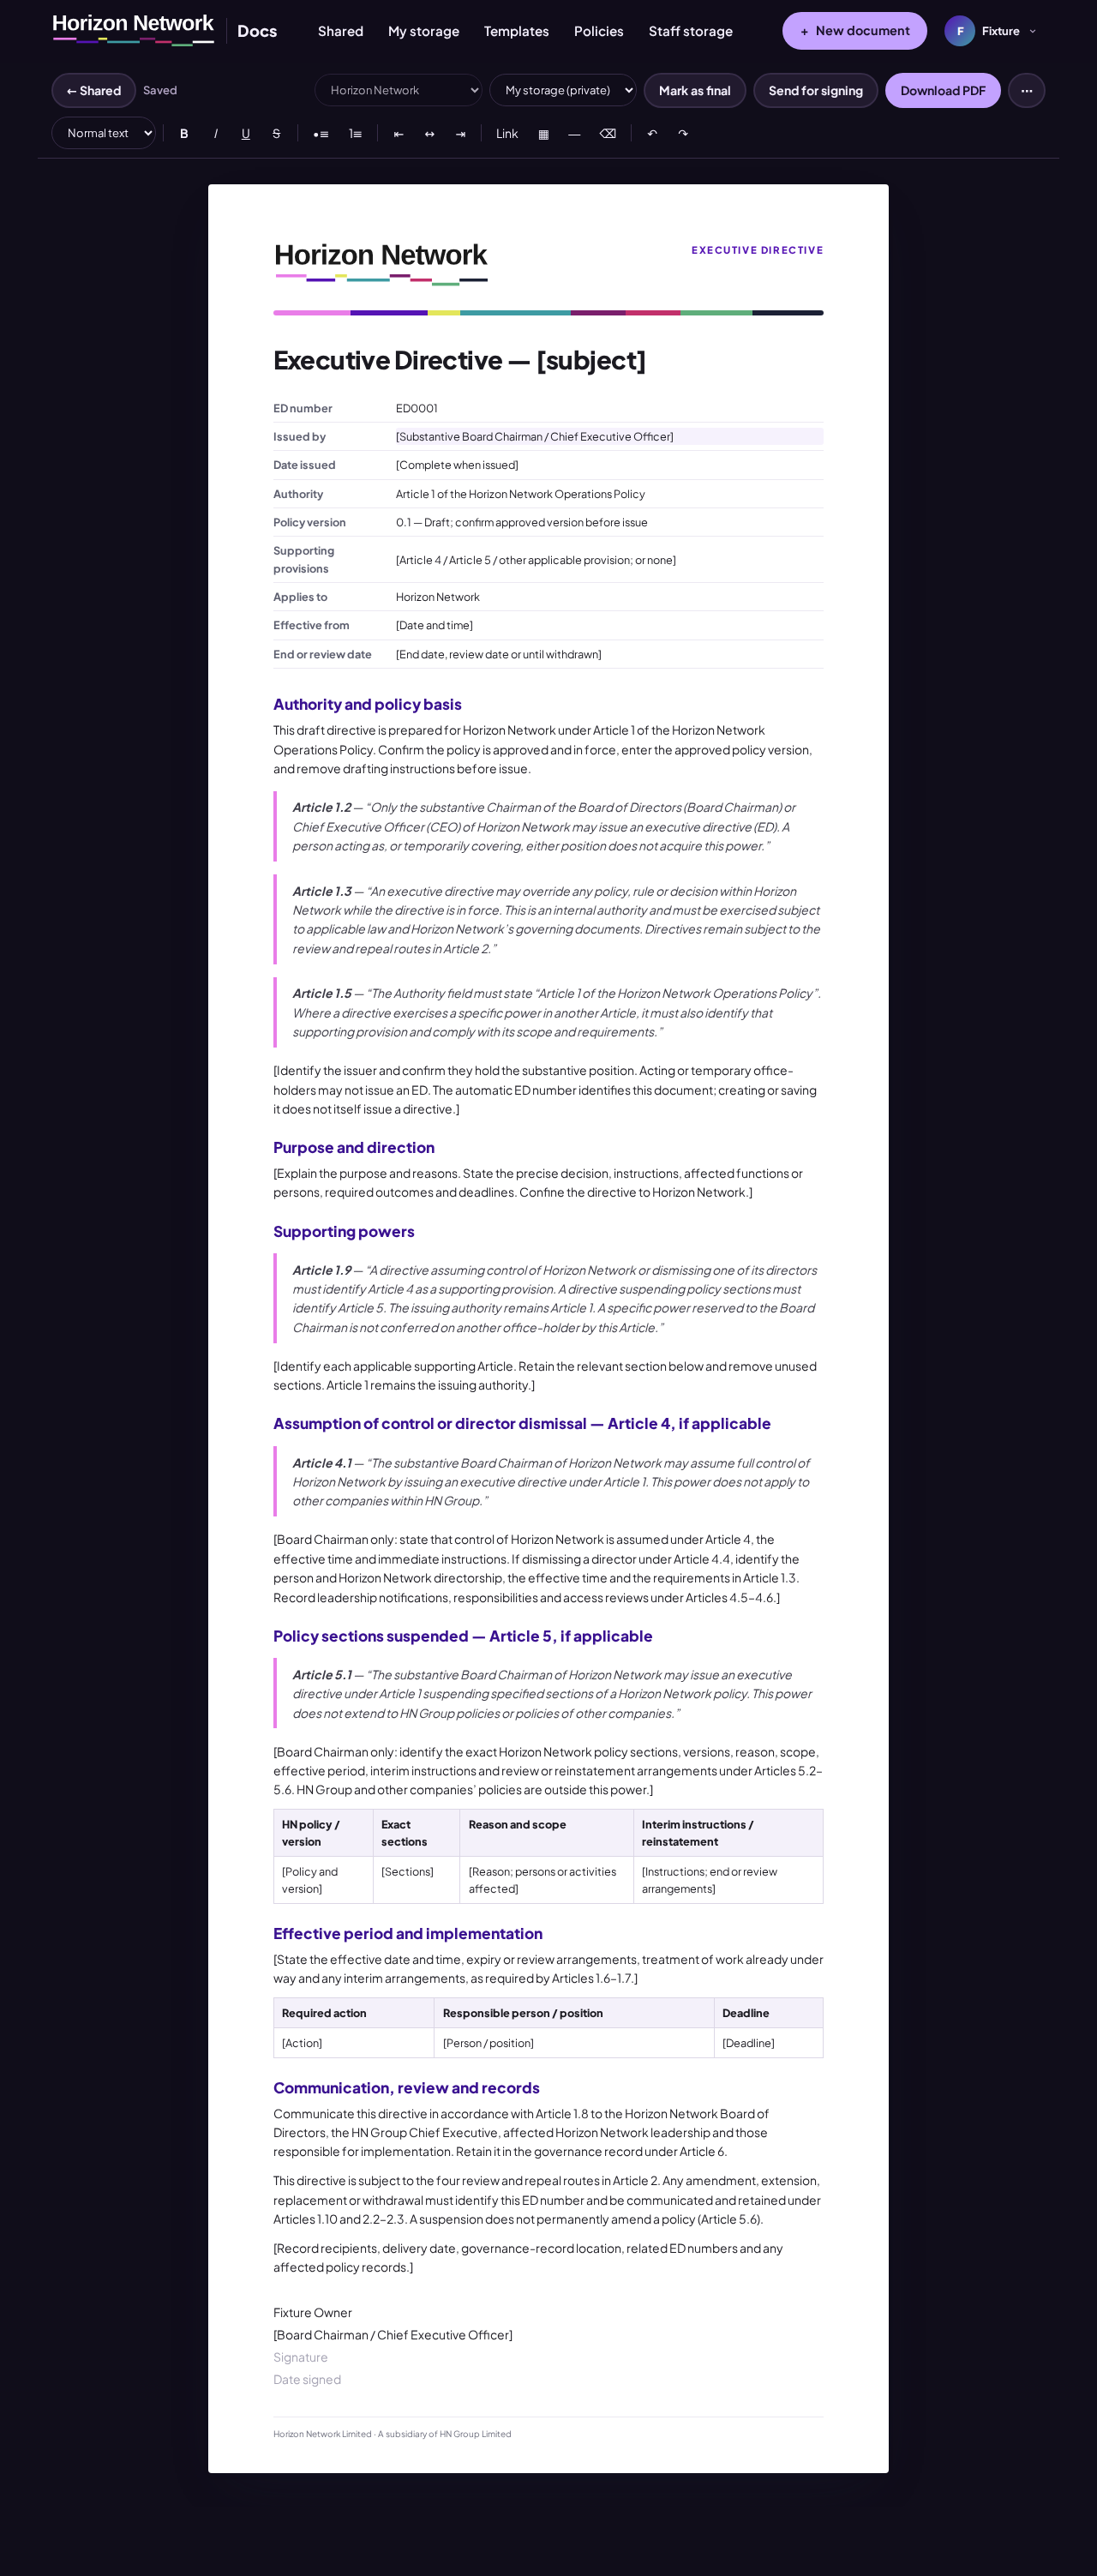 Horizon Network
Docs
Shared
My storage
Templates
Policies
Staff storage
+ New document
F
Fixture
← Shared
Saved
Horizon Network
My storage (private)
Mark as final
Send for signing
Download PDF
···
Normal text
B
I
U
S
•≡
1≡
⇤
↔
⇥
Link
▦
—
⌫
↶
↷
Horizon Network
EXECUTIVE DIRECTIVE
Executive Directive — [subject]
ED number ED0001
Issued by [Substantive Board Chairman / Chief Executive Officer]
Date issued [Complete when issued]
Authority Article 1 of the Horizon Network Operations Policy
Policy version 0.1 — Draft; confirm approved version before issue
Supporting
provisions [Article 4 / Article 5 / other applicable provision; or none]
Applies to Horizon Network
Effective from [Date and time]
End or review date [End date, review date or until withdrawn]
Authority and policy basis
This draft directive is prepared for Horizon Network under Article 1 of the Horizon Network
Operations Policy. Confirm the policy is approved and in force, enter the approved policy version,
and remove drafting instructions before issue.
Article 1.2 — “Only the substantive Chairman of the Board of Directors (Board Chairman) or
Chief Executive Officer (CEO) of Horizon Network may issue an executive directive (ED). A
person acting as, or temporarily covering, either position does not acquire this power.”
Article 1.3 — “An executive directive may override any policy, rule or decision within Horizon
Network while the directive is in force. This is an internal authority and must be exercised subject
to applicable law and Horizon Network’s governing documents. Directives remain subject to the
review and repeal routes in Article 2.”
Article 1.5 — “The Authority field must state “Article 1 of the Horizon Network Operations Policy”.
Where a directive exercises a specific power in another Article, it must also identify that
supporting provision and comply with its scope and requirements.”
[Identify the issuer and confirm they hold the substantive position. Acting or temporary office-
holders may not issue an ED. The automatic ED number identifies this document; creating or saving
it does not itself issue a directive.]
Purpose and direction
[Explain the purpose and reasons. State the precise decision, instructions, affected functions or
persons, required outcomes and deadlines. Confine the directive to Horizon Network.]
Supporting powers
Article 1.9 — “A directive assuming control of Horizon Network or dismissing one of its directors
must identify Article 4 as a supporting provision. A directive suspending policy sections must
identify Article 5. The issuing authority remains Article 1. A specific power reserved to the Board
Chairman is not conferred on another office-holder by this Article.”
[Identify each applicable supporting Article. Retain the relevant section below and remove unused
sections. Article 1 remains the issuing authority.]
Assumption of control or director dismissal — Article 4, if applicable
Article 4.1 — “The substantive Board Chairman of Horizon Network may assume full control of
Horizon Network by issuing an executive directive under Article 1. This power does not apply to
other companies within HN Group.”
[Board Chairman only: state that control of Horizon Network is assumed under Article 4, the
effective time and immediate instructions. If dismissing a director under Article 4.4, identify the
person and Horizon Network directorship, the effective time and the requirements in Article 1.3.
Record leadership notifications, responsibilities and access reviews under Articles 4.5–4.6.]
Policy sections suspended — Article 5, if applicable
Article 5.1 — “The substantive Board Chairman of Horizon Network may issue an executive
directive under Article 1 suspending specified sections of a Horizon Network policy. This power
does not extend to HN Group policies or policies of other companies.”
[Board Chairman only: identify the exact Horizon Network policy sections, versions, reason, scope,
effective period, interim instructions and review or reinstatement arrangements under Articles 5.2–
5.6. HN Group and other companies’ policies are outside this power.]
HN policy / version | Exact sections | Reason and scope | Interim instructions / reinstatement
[Policy and version] | [Sections] | [Reason; persons or activities affected] | [Instructions; end or review arrangements]
Effective period and implementation
[State the effective date and time, expiry or review arrangements, treatment of work already under
way and any interim arrangements, as required by Articles 1.6–1.7.]
Required action | Responsible person / position | Deadline
[Action] | [Person / position] | [Deadline]
Communication, review and records
Communicate this directive in accordance with Article 1.8 to the Horizon Network Board of
Directors, the HN Group Chief Executive, affected Horizon Network leadership and those
responsible for implementation. Retain it in the governance record under Article 6.
This directive is subject to the four review and repeal routes in Article 2. Any amendment, extension,
replacement or withdrawal must identify this ED number and be communicated and retained under
Articles 1.10 and 2.2–2.3. A suspension does not permanently amend a policy (Article 5.6).
[Record recipients, delivery date, governance-record location, related ED numbers and any
affected policy records.]
Fixture Owner
[Board Chairman / Chief Executive Officer]
Signature
Date signed
Horizon Network Limited · A subsidiary of HN Group Limited